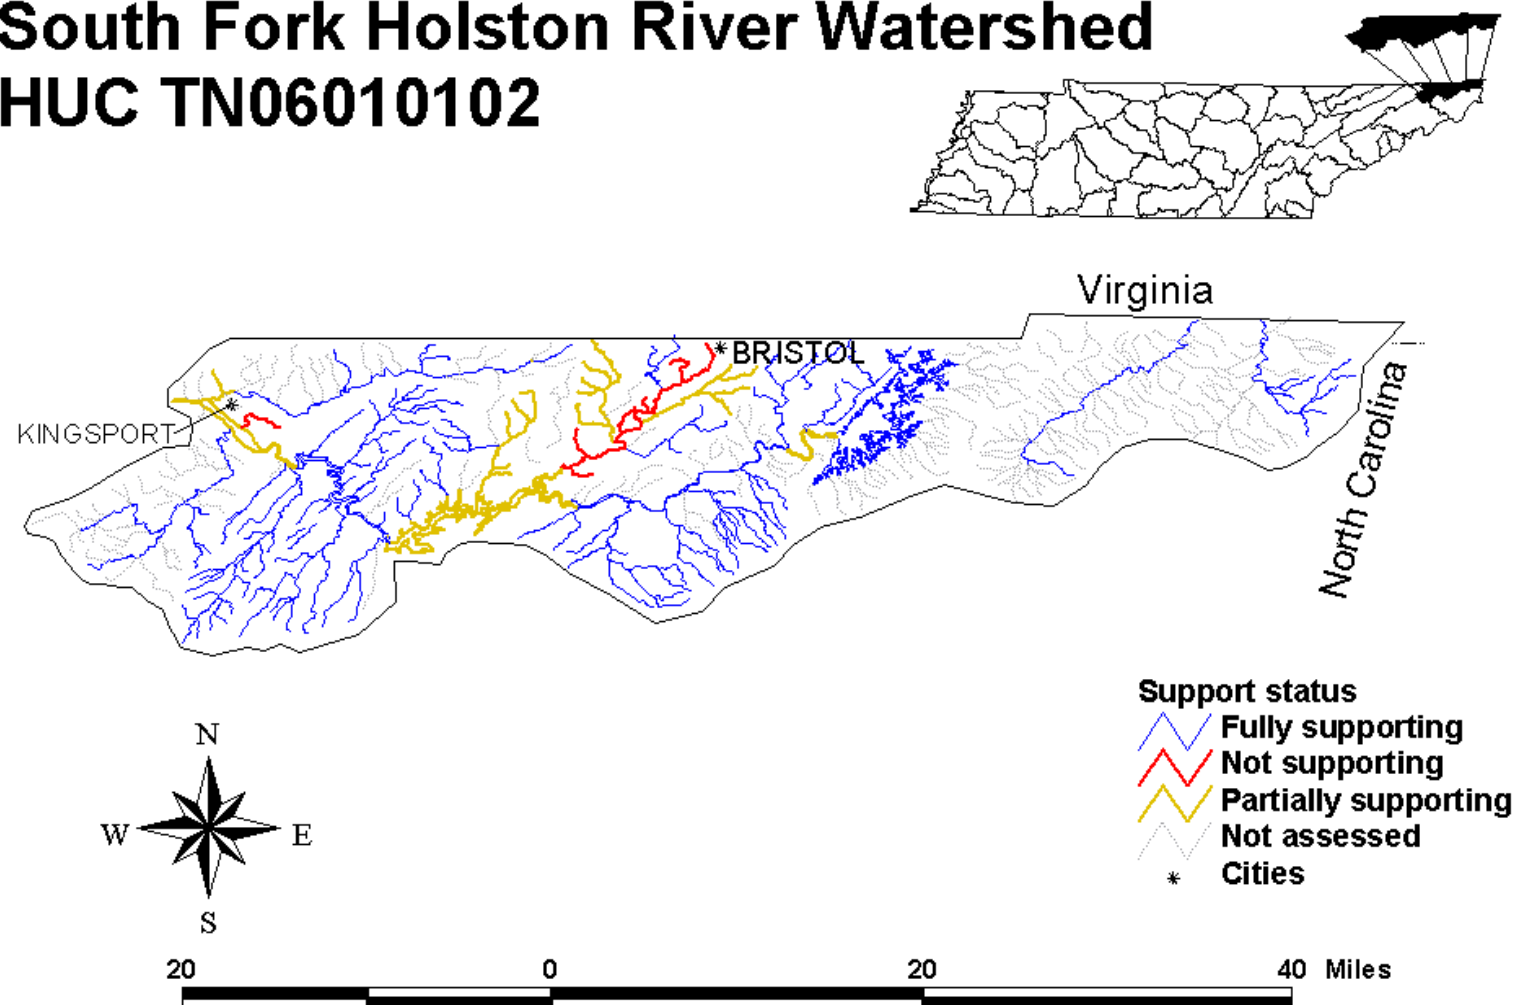 South Fork Holston River Watershed
HUC TN06010102
Virginia
BRISTOL
KINGSPORT
North Carolina
Support status
Fully supporting
Not supporting
Partially supporting
Not assessed
Cities
N
W E
S
20 0 20 40 Miles